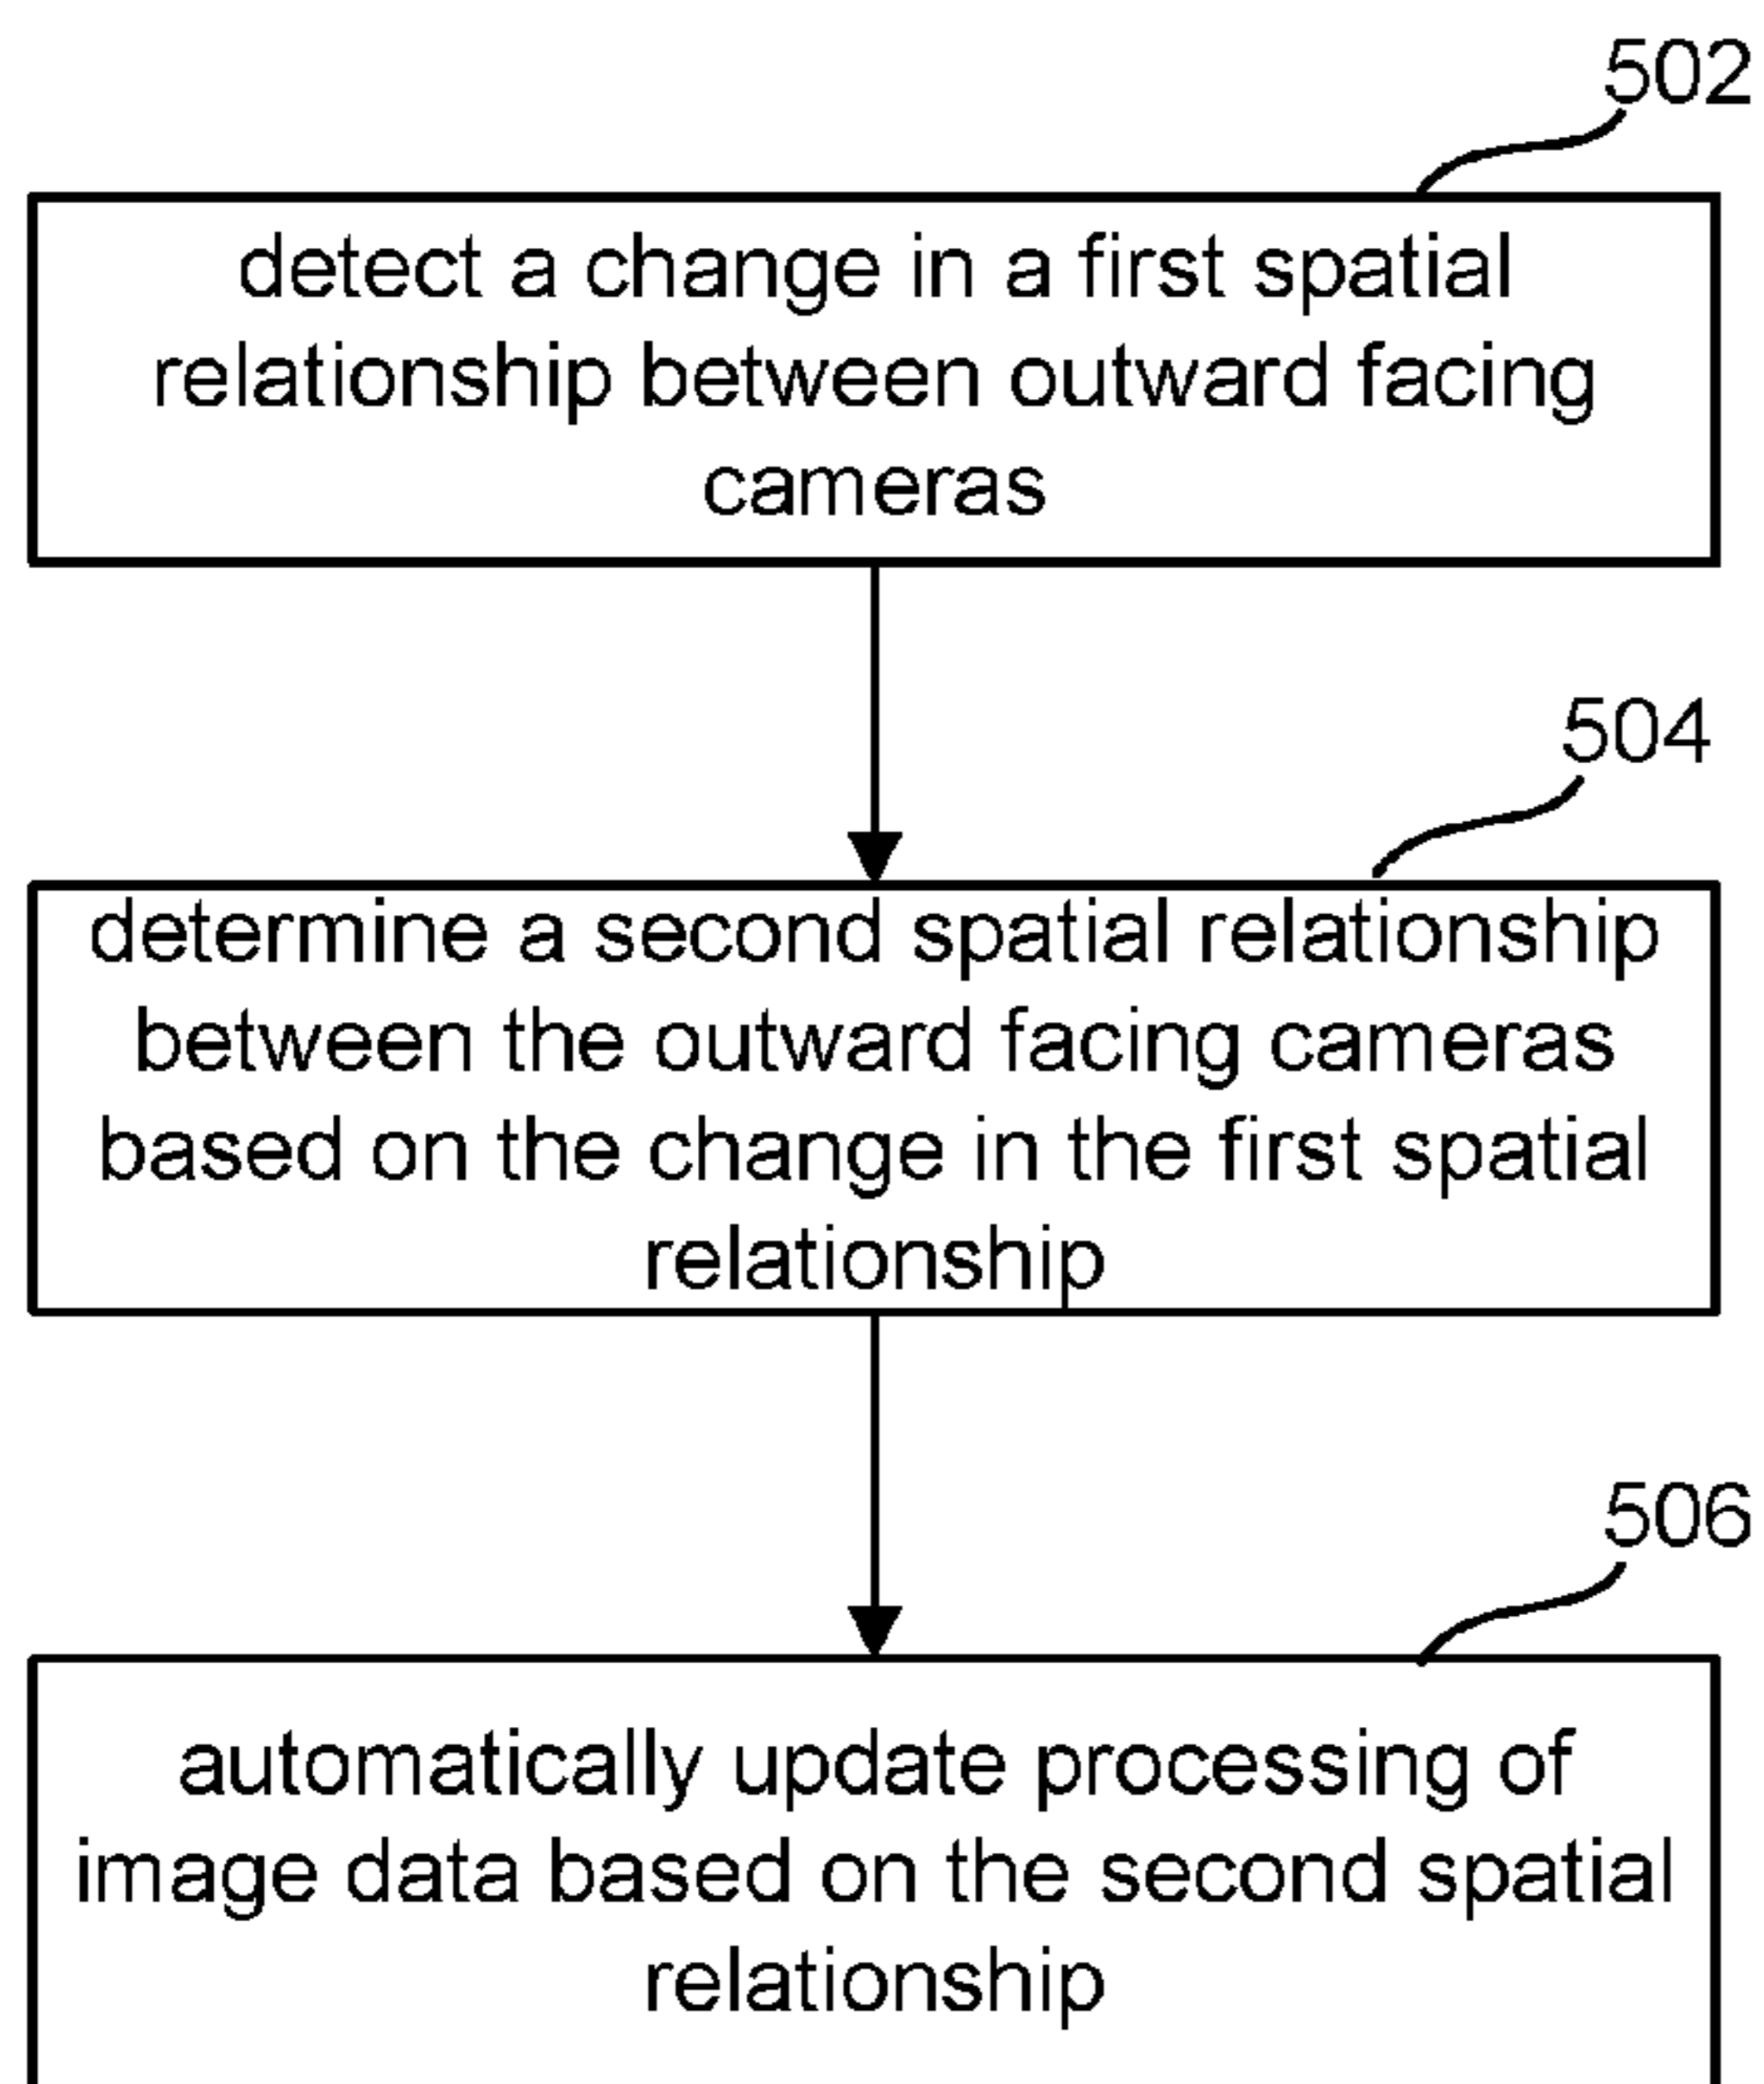 502
detect a change in a first spatial
relationship between outward facing
cameras
504
determine a second spatial relationship
between the outward facing cameras
based on the change in the first spatial
relationship
506
automatically update processing of
image data based on the second spatial
relationship